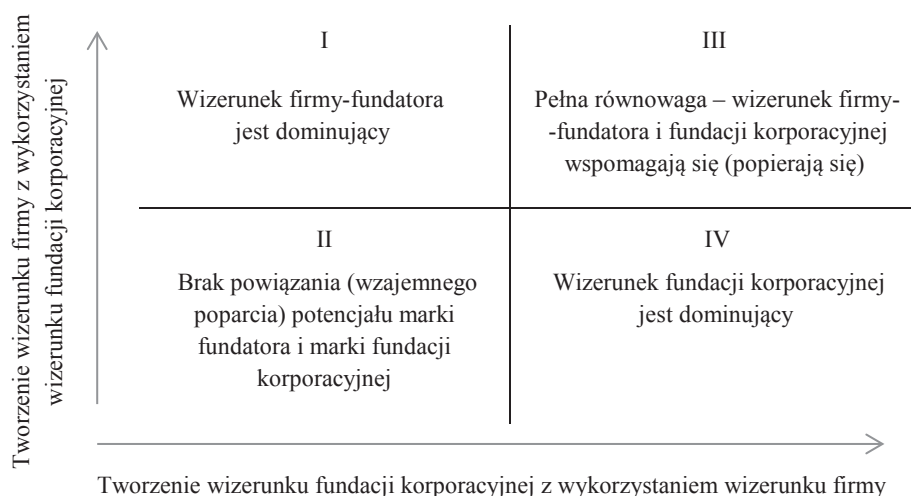 Tworzenie wizerunku firmy z wykorzystaniem
wizerunku fundacji korporacyjnej
I
Wizerunek firmy-fundatora
jest dominujący
III
Pełna równowaga – wizerunek firmy-
-fundatora i fundacji korporacyjnej
wspomagają się (popierają się)
II
Brak powiązania (wzajemnego
poparcia) potencjału marki
fundatora i marki fundacji
korporacyjnej
IV
Wizerunek fundacji korporacyjnej
jest dominujący
Tworzenie wizerunku fundacji korporacyjnej z wykorzystaniem wizerunku firmy